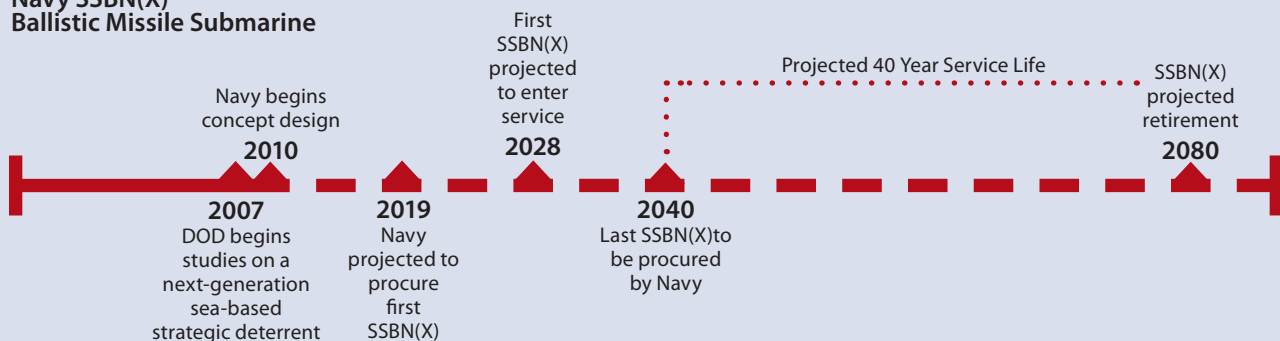 Navy SSBN(X)
Ballistic Missile Submarine
Navy begins
concept design
2010
First
SSBN(X)
projected
to enter
service
2028
Projected 40 Year Service Life
SSBN(X)
projected
retirement
2080
2007
DOD begins
studies on a
next-generation
sea-based
strategic deterrent
2019
Navy
projected to
procure
first
SSBN(X)
2040
Last SSBN(X)to
be procured
by Navy